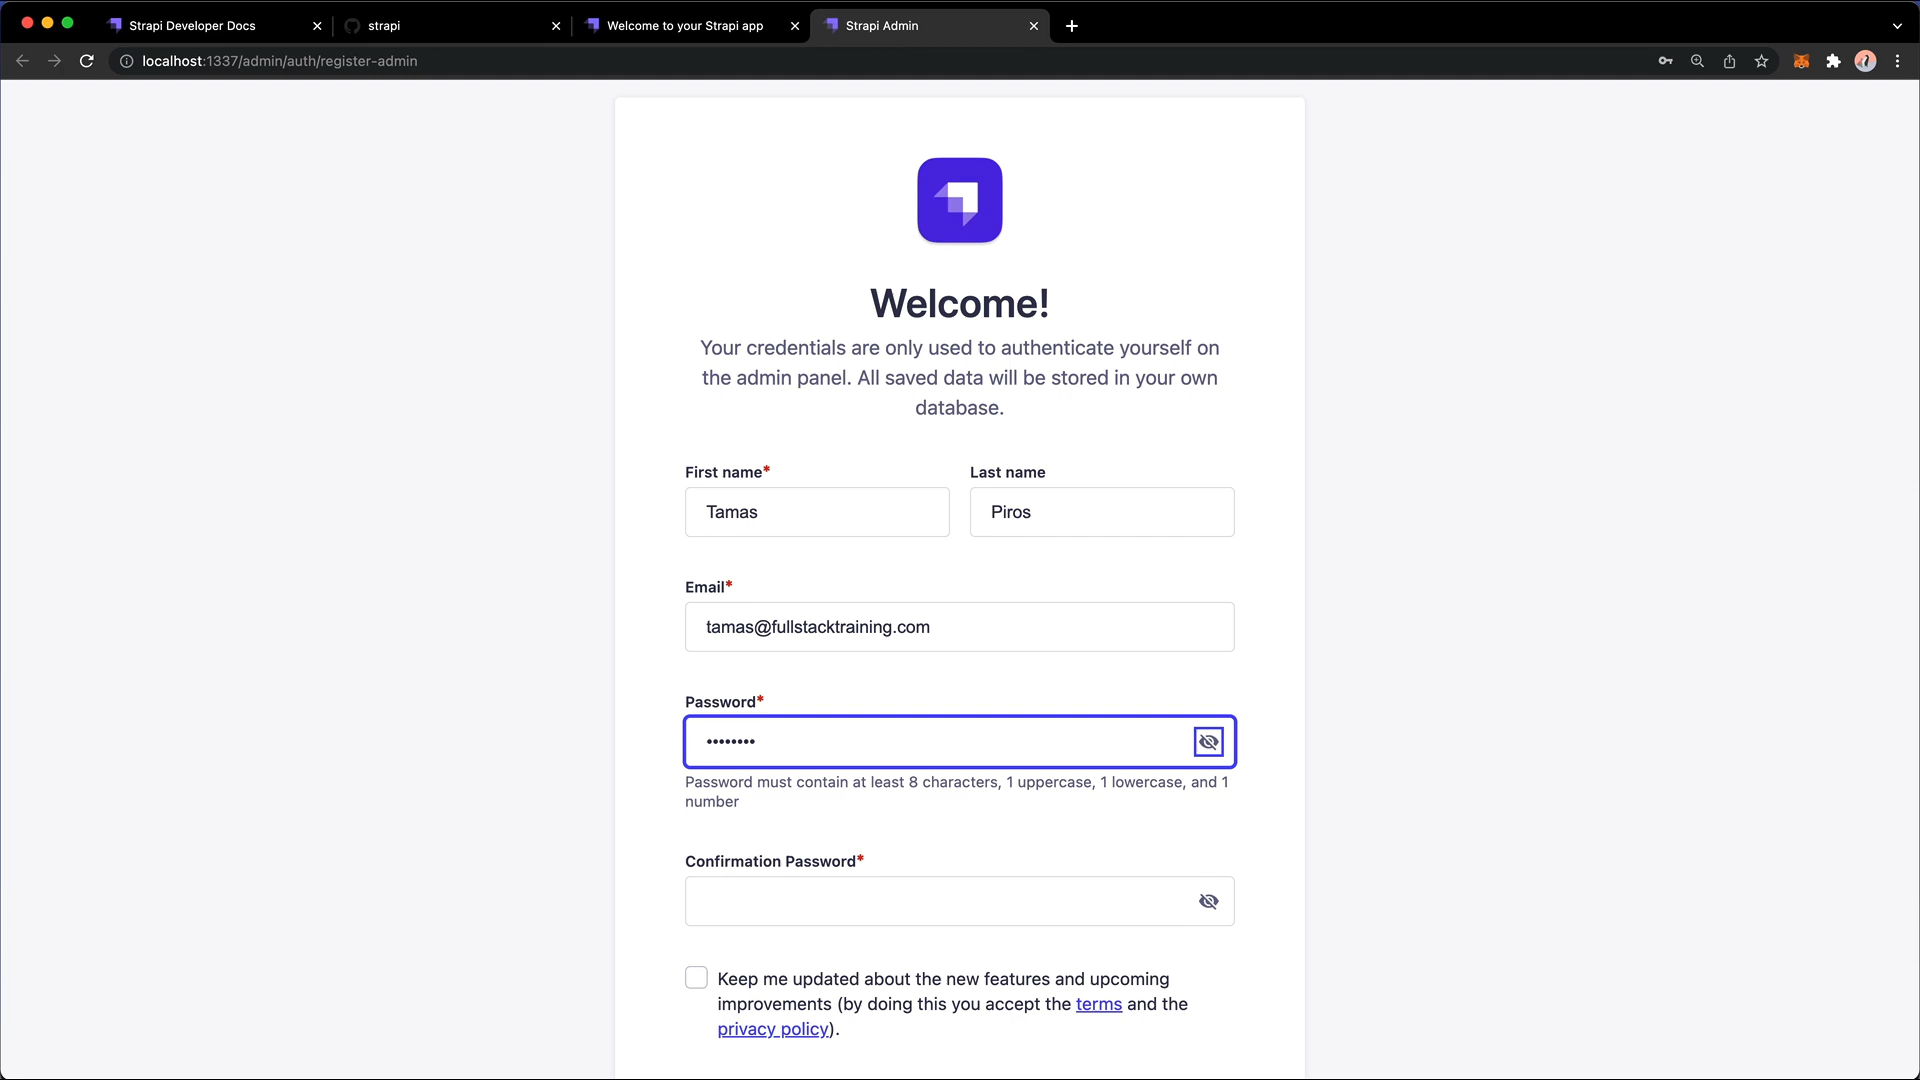 Strapi Developer Docs
strapi
Welcome to your Strapi app
Strapi Admin
localhost:1337/admin/auth/register-admin
Welcome!
Your credentials are only used to authenticate yourself on
the admin panel. All saved data will be stored in your own
database.
First name*
Last name
Tamas
Piros
Email*
tamas@fullstacktraining.com
Password*
••••••••
Password must contain at least 8 characters, 1 uppercase, 1 lowercase, and 1
number
Confirmation Password*
Keep me updated about the new features and upcoming
improvements (by doing this you accept the terms and the
privacy policy).